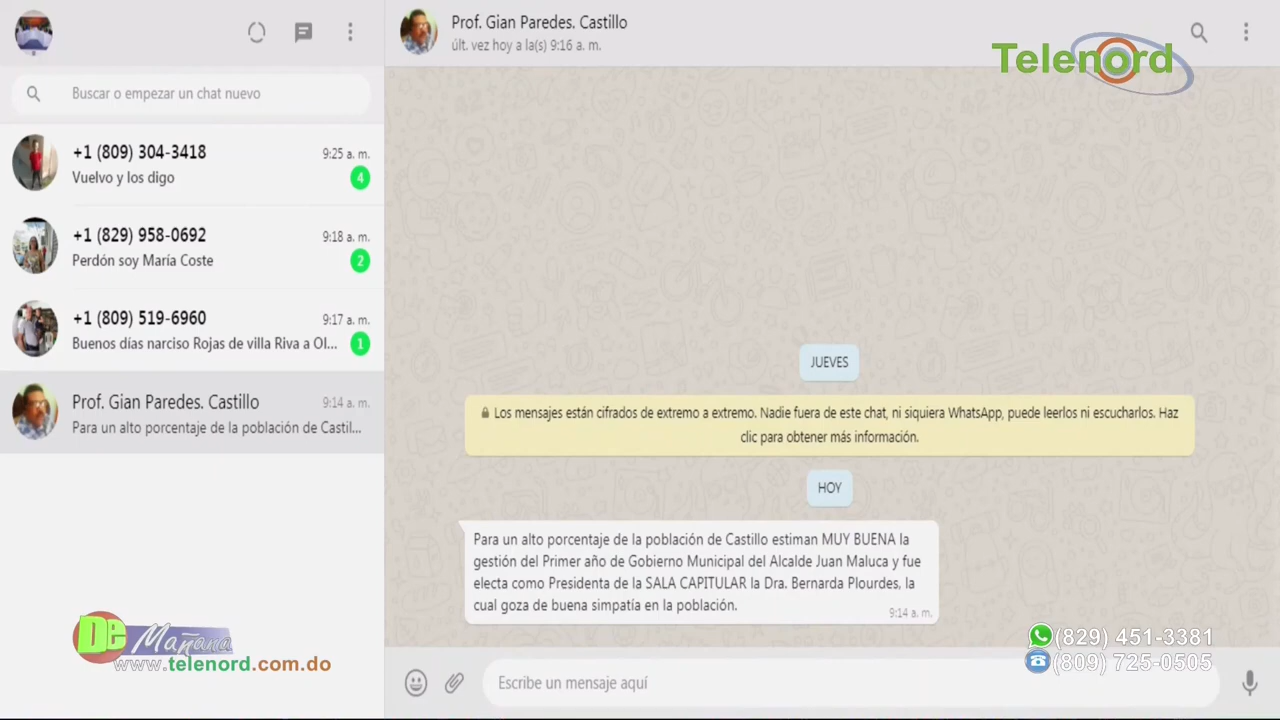 Prof. Gian Paredes. Castillo
últ. vez hoy a la(s) 9:16 a. m.
Telenord
Buscar o empezar un chat nuevo
+1 (809) 304-3418
9:25 a. m.
Vuelvo y los digo
4
+1 (829) 958-0692
9:18 a. m.
Perdón soy María Coste
2
+1 (809) 519-6960
9:17 a. m.
Buenos días narciso Rojas de villa Riva a Ol...
1
Prof. Gian Paredes. Castillo
9:14 a. m.
Para un alto porcentaje de la población de Castil...
JUEVES
Los mensajes están cifrados de extremo a extremo. Nadie fuera de este chat, ni siquiera WhatsApp, puede leerlos ni escucharlos. Haz
clic para obtener más información.
HOY
Para un alto porcentaje de la población de Castillo estiman MUY BUENA la
gestión del Primer año de Gobierno Municipal del Alcalde Juan Maluca y fue
electa como Presidenta de la SALA CAPITULAR la Dra. Bernarda Plourdes, la
cual goza de buena simpatía en la población.
9:14 a. m.
De Mañana
www.telenord.com.do
(829) 451-3381
(809) 725-0505
Escribe un mensaje aquí